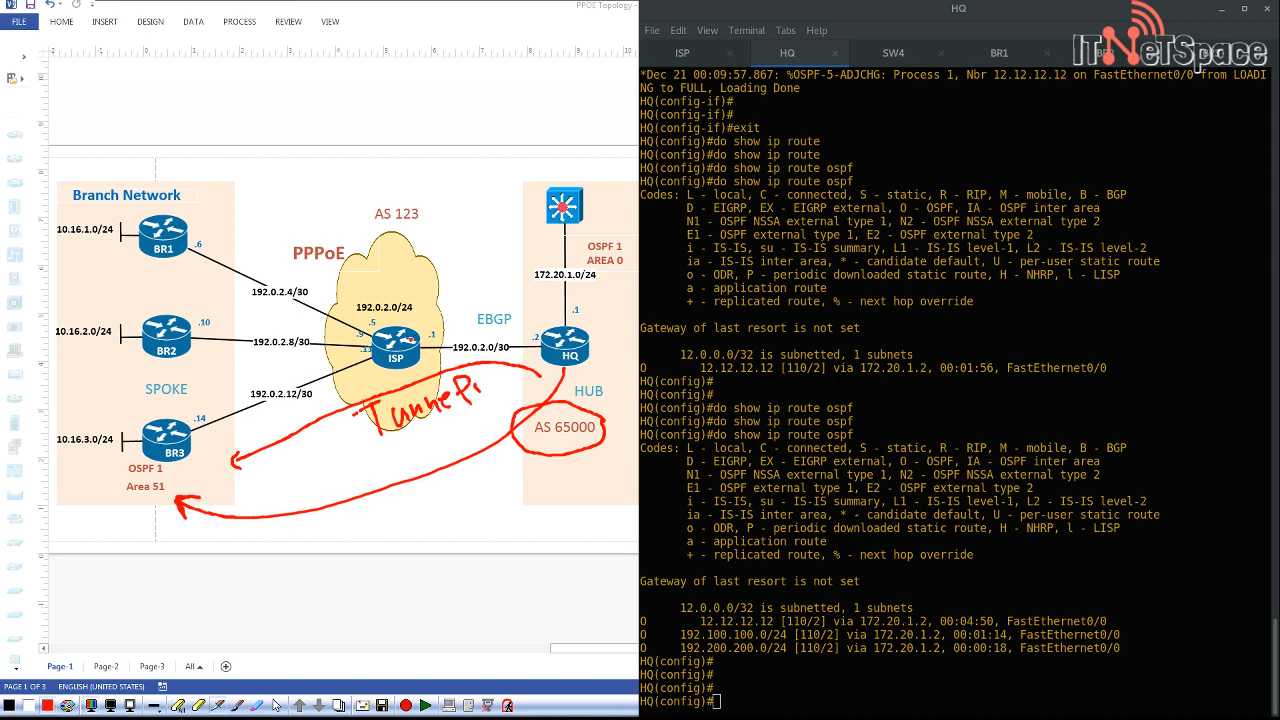 PPOE Topology -
FILE HOME INSERT DESIGN DATA PROCESS REVIEW VIEW
Branch Network
10.16.1.0/24
BR1
.6
192.0.2.4/30
10.16.2.0/24
BR2
.10
192.0.2.8/30
SPOKE
192.0.2.12/30
10.16.3.0/24
BR3
.14
OSPF 1
Area 51
AS 123
PPPoE
192.0.2.0/24
.5
.9
.13
.1
ISP
EBGP
192.0.2.0/30
.2
HQ
.1
172.20.1.0/24
OSPF 1
AREA 0
HUB
AS 65000
Page-1 Page-2 Page-3 All
PAGE 1 OF 3 ENGLISH (UNITED STATES)
HQ
File Edit View Terminal Tabs Help
ISP HQ SW4 BR1
ITNeTSpace
*Dec 21 00:09:57.867: %OSPF-5-ADJCHG: Process 1, Nbr 12.12.12.12 on FastEthernet0/0 from LOADI
NG to FULL, Loading Done
HQ(config-if)#
HQ(config-if)#
HQ(config-if)#exit
HQ(config)#do show ip route
HQ(config)#do show ip route
HQ(config)#do show ip route ospf
HQ(config)#do show ip route ospf
Codes: L - local, C - connected, S - static, R - RIP, M - mobile, B - BGP
D - EIGRP, EX - EIGRP external, O - OSPF, IA - OSPF inter area
N1 - OSPF NSSA external type 1, N2 - OSPF NSSA external type 2
E1 - OSPF external type 1, E2 - OSPF external type 2
i - IS-IS, su - IS-IS summary, L1 - IS-IS level-1, L2 - IS-IS level-2
ia - IS-IS inter area, * - candidate default, U - per-user static route
o - ODR, P - periodic downloaded static route, H - NHRP, l - LISP
a - application route
+ - replicated route, % - next hop override
Gateway of last resort is not set
12.0.0.0/32 is subnetted, 1 subnets
O 12.12.12.12 [110/2] via 172.20.1.2, 00:01:56, FastEthernet0/0
HQ(config)#
HQ(config)#
HQ(config)#do show ip route ospf
HQ(config)#do show ip route ospf
Codes: L - local, C - connected, S - static, R - RIP, M - mobile, B - BGP
D - EIGRP, EX - EIGRP external, O - OSPF, IA - OSPF inter area
N1 - OSPF NSSA external type 1, N2 - OSPF NSSA external type 2
E1 - OSPF external type 1, E2 - OSPF external type 2
i - IS-IS, su - IS-IS summary, L1 - IS-IS level-1, L2 - IS-IS level-2
ia - IS-IS inter area, * - candidate default, U - per-user static route
o - ODR, P - periodic downloaded static route, H - NHRP, l - LISP
a - application route
+ - replicated route, % - next hop override
Gateway of last resort is not set
12.0.0.0/32 is subnetted, 1 subnets
O 12.12.12.12 [110/2] via 172.20.1.2, 00:04:50, FastEthernet0/0
O 192.100.100.0/24 [110/2] via 172.20.1.2, 00:01:14, FastEthernet0/0
O 192.200.200.0/24 [110/2] via 172.20.1.2, 00:00:18, FastEthernet0/0
HQ(config)#
HQ(config)#
HQ(config)#
HQ(config)#